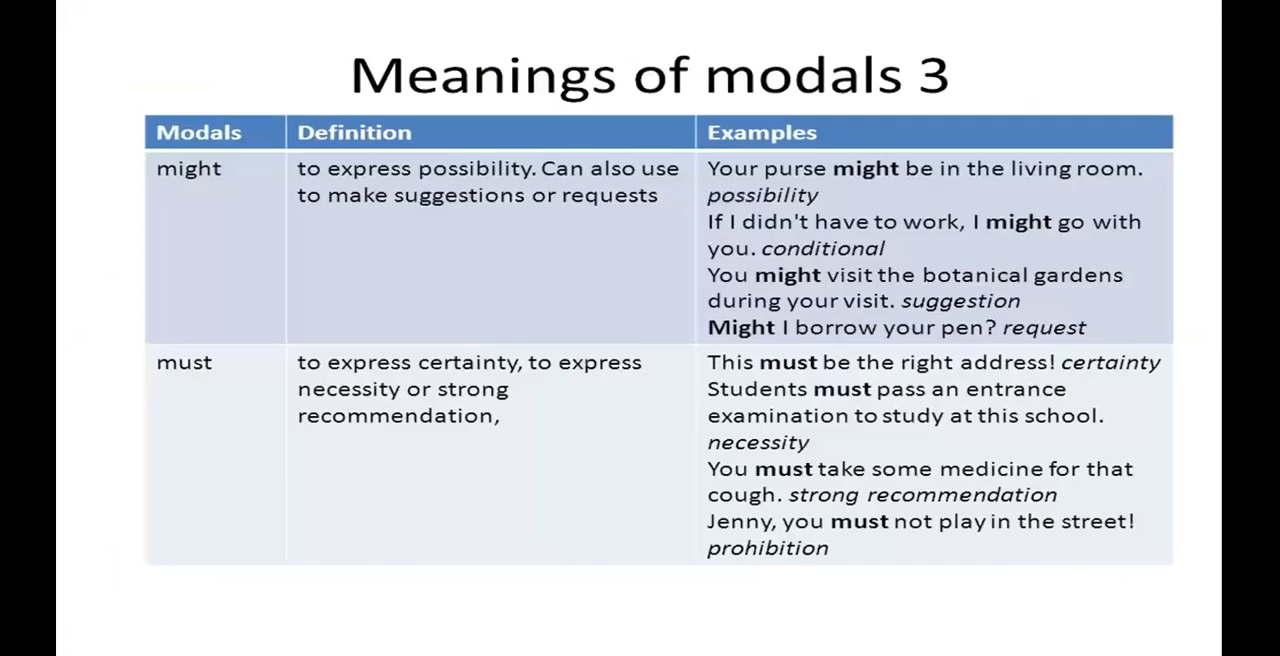 Meanings of modals 3
Modals Definition Examples
might
to express possibility. Can also use
to make suggestions or requests
Your purse might be in the living room.
possibility
If I didn't have to work, I might go with
you. conditional
You might visit the botanical gardens
during your visit. suggestion
Might I borrow your pen? request
must
to express certainty, to express
necessity or strong
recommendation,
This must be the right address! certainty
Students must pass an entrance
examination to study at this school.
necessity
You must take some medicine for that
cough. strong recommendation
Jenny, you must not play in the street!
prohibition